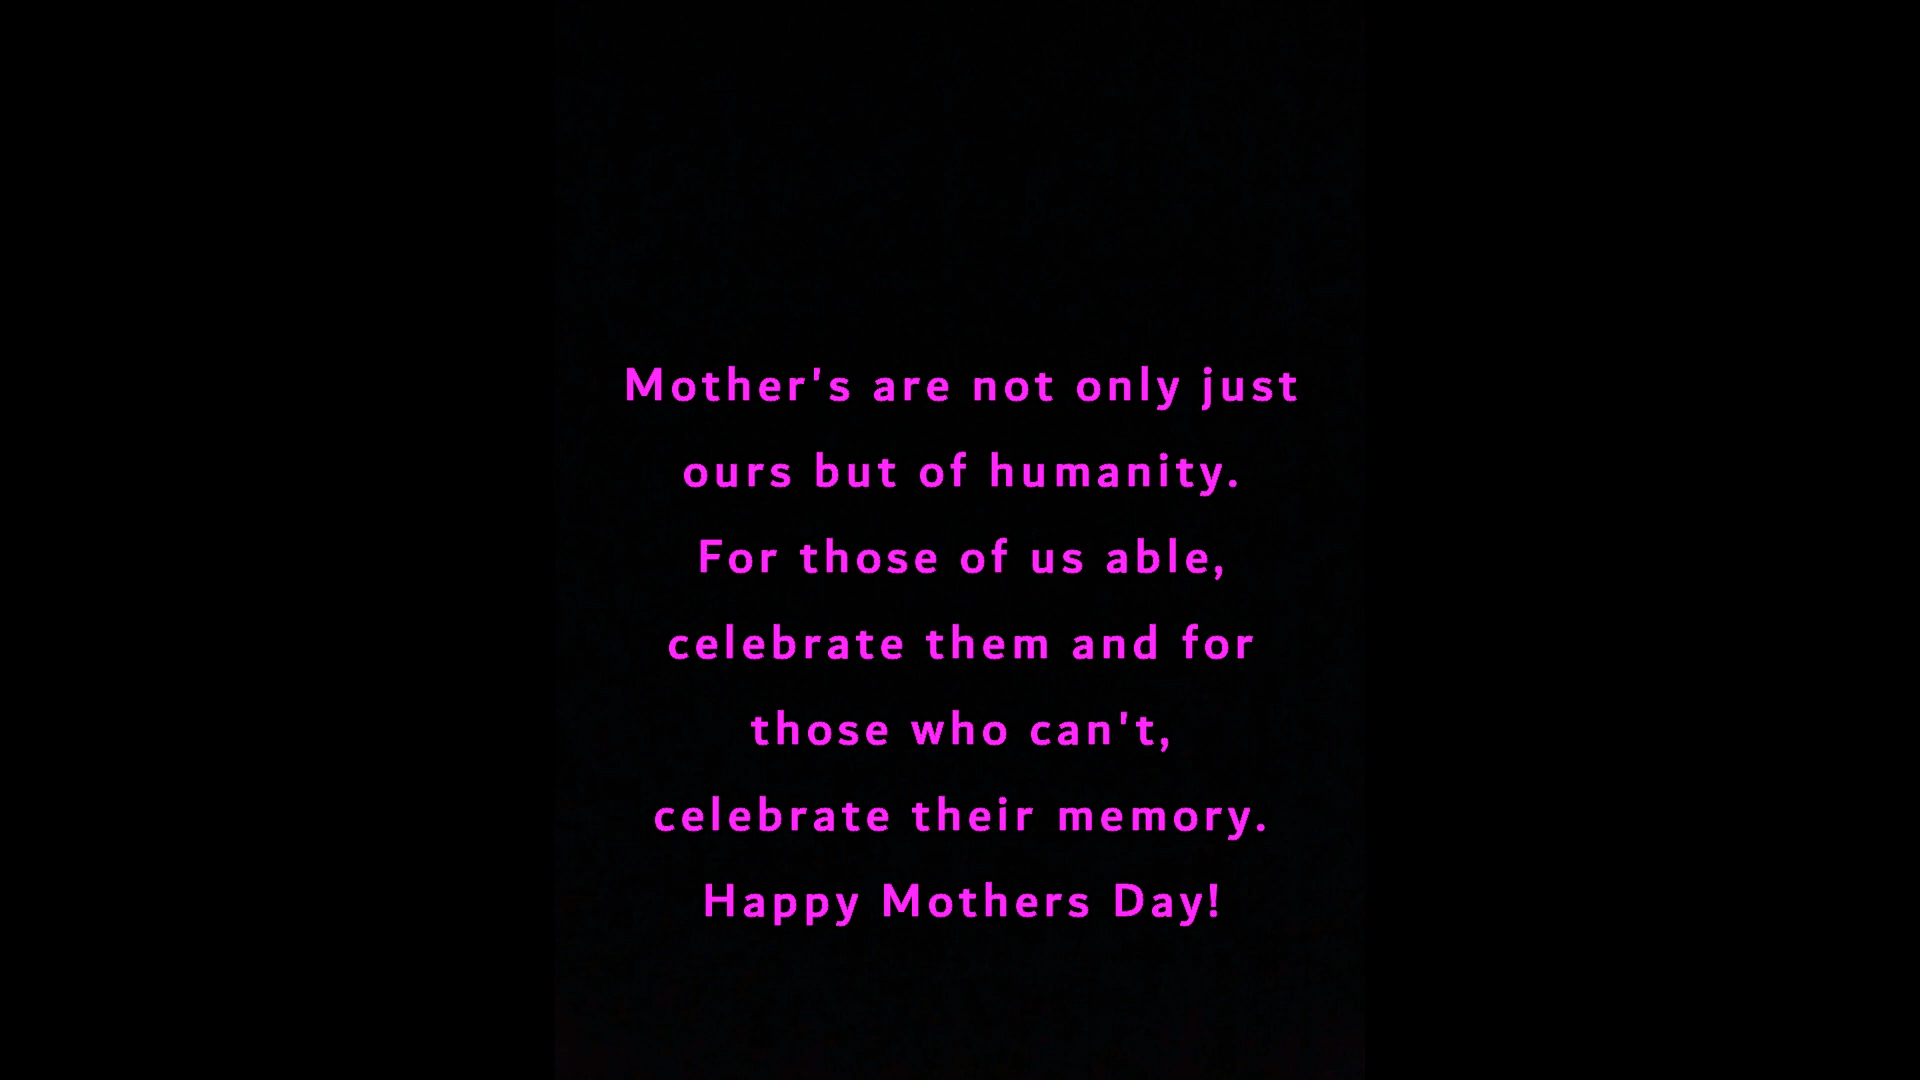 Mother's are not only just
ours but of humanity.
For those of us able,
celebrate them and for
those who can't,
celebrate their memory.
Happy Mothers Day!